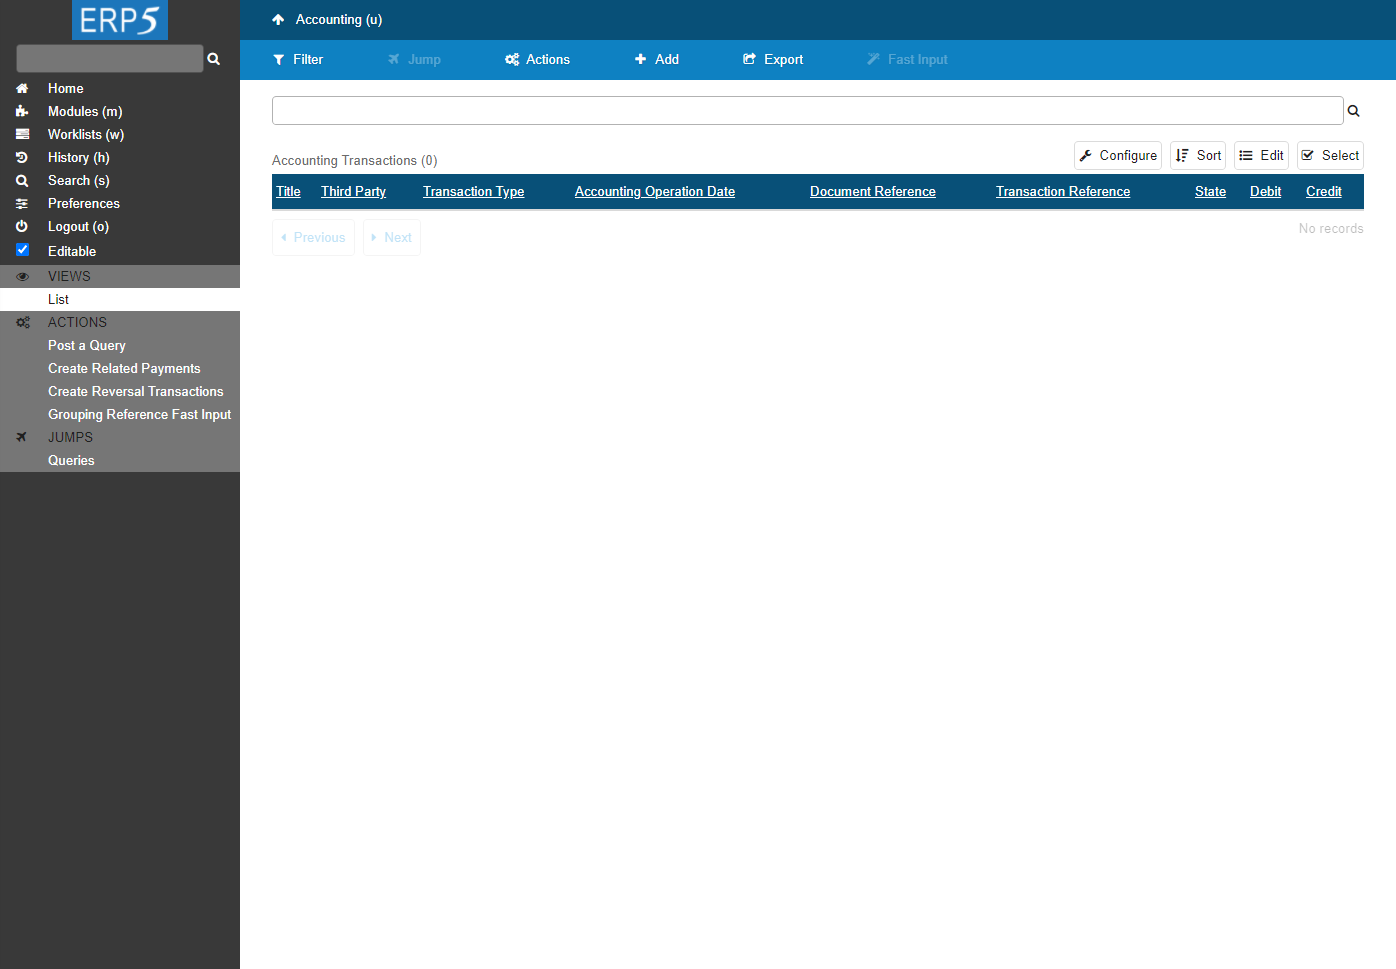 ERP5
Accounting (u)
Filter Jump Actions Add Export Fast Input
Home
Modules (m)
Worklists (w)
History (h)
Search (s)
Preferences
Logout (o)
Editable
VIEWS
List
ACTIONS
Post a Query
Create Related Payments
Create Reversal Transactions
Grouping Reference Fast Input
JUMPS
Queries
Accounting Transactions (0)
Configure Sort Edit Select
Title Third Party Transaction Type Accounting Operation Date Document Reference Transaction Reference State Debit Credit
Previous Next No records